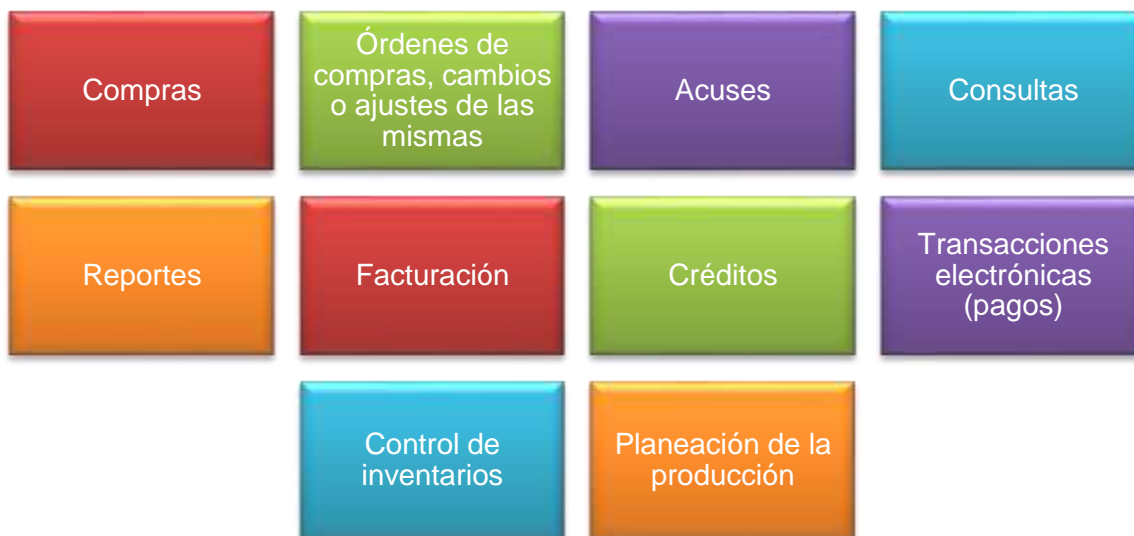 Compras
Órdenes de
compras, cambios
o ajustes de las
mismas
Acuses
Consultas
Reportes
Facturación
Créditos
Transacciones
electrónicas
(pagos)
Control de
inventarios
Planeación de la
producción